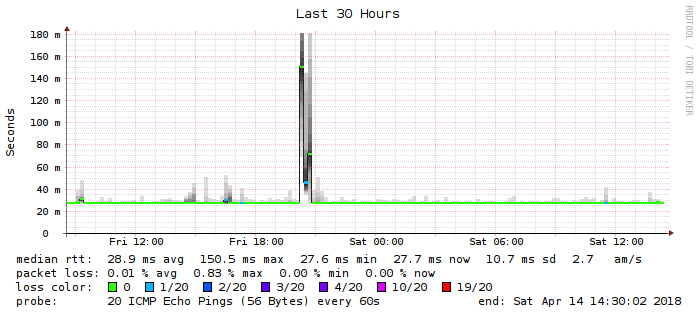 Last 30 Hours
RRDTOOL / TOBI OETIKER
Seconds
180 m
160 m
140 m
120 m
100 m
80 m
60 m
40 m
20 m
0
Fri 12:00 Fri 18:00 Sat 00:00 Sat 06:00 Sat 12:00
median rtt: 28.9 ms avg 150.5 ms max 27.6 ms min 27.7 ms now 10.7 ms sd 2.7 am/s
packet loss: 0.01 % avg 0.83 % max 0.00 % min 0.00 % now
loss color: 0 1/20 2/20 3/20 4/20 10/20 19/20
probe: 20 ICMP Echo Pings (56 Bytes) every 60s end: Sat Apr 14 14:30:02 2018